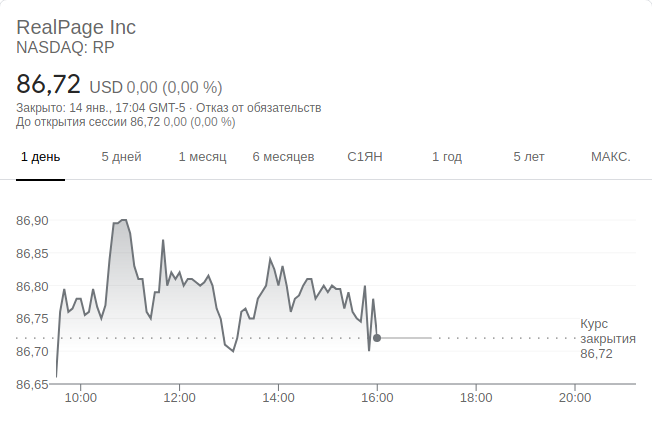 RealPage Inc
NASDAQ: RP
86,72 USD 0,00 (0,00 %)
Закрыто: 14 янв., 17:04 GMT-5 · Отказ от обязательств
До открытия сессии 86,72 0,00 (0,00 %)
1 день 5 дней 1 месяц 6 месяцев С1ЯН 1 год 5 лет МАКС.
86,90
86,85
86,80
86,75
86,70
86,65
Курс
закрытия
86,72
10:00 12:00 14:00 16:00 18:00 20:00